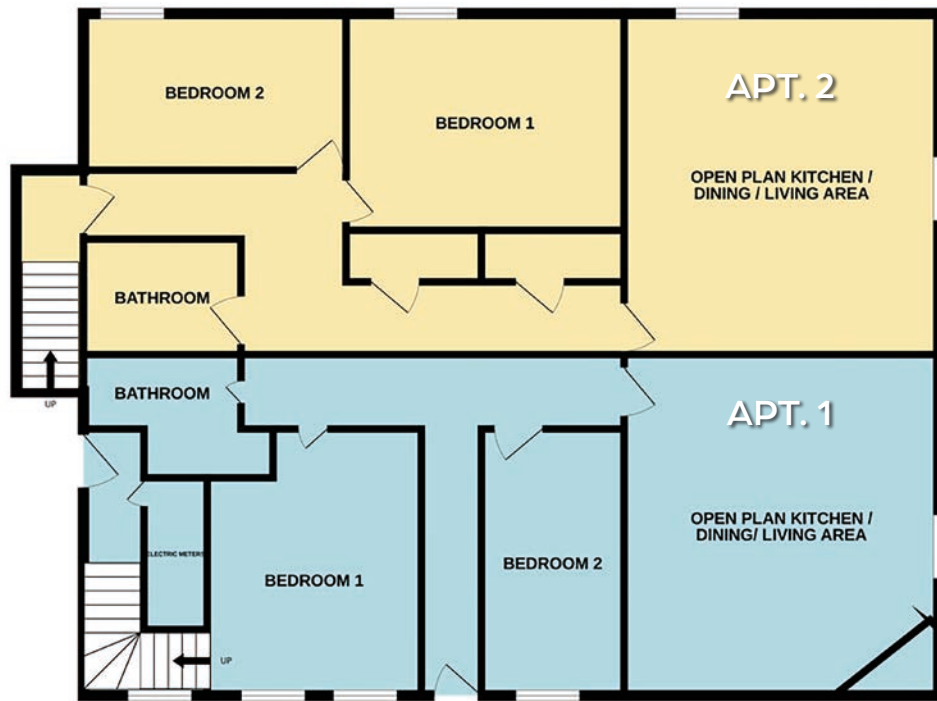 BEDROOM 2
BEDROOM 1
APT. 2
OPEN PLAN KITCHEN /
DINING / LIVING AREA
BATHROOM
UP
BATHROOM
APT. 1
ELECTRIC METERS
BEDROOM 1
BEDROOM 2
OPEN PLAN KITCHEN /
DINING/ LIVING AREA
UP